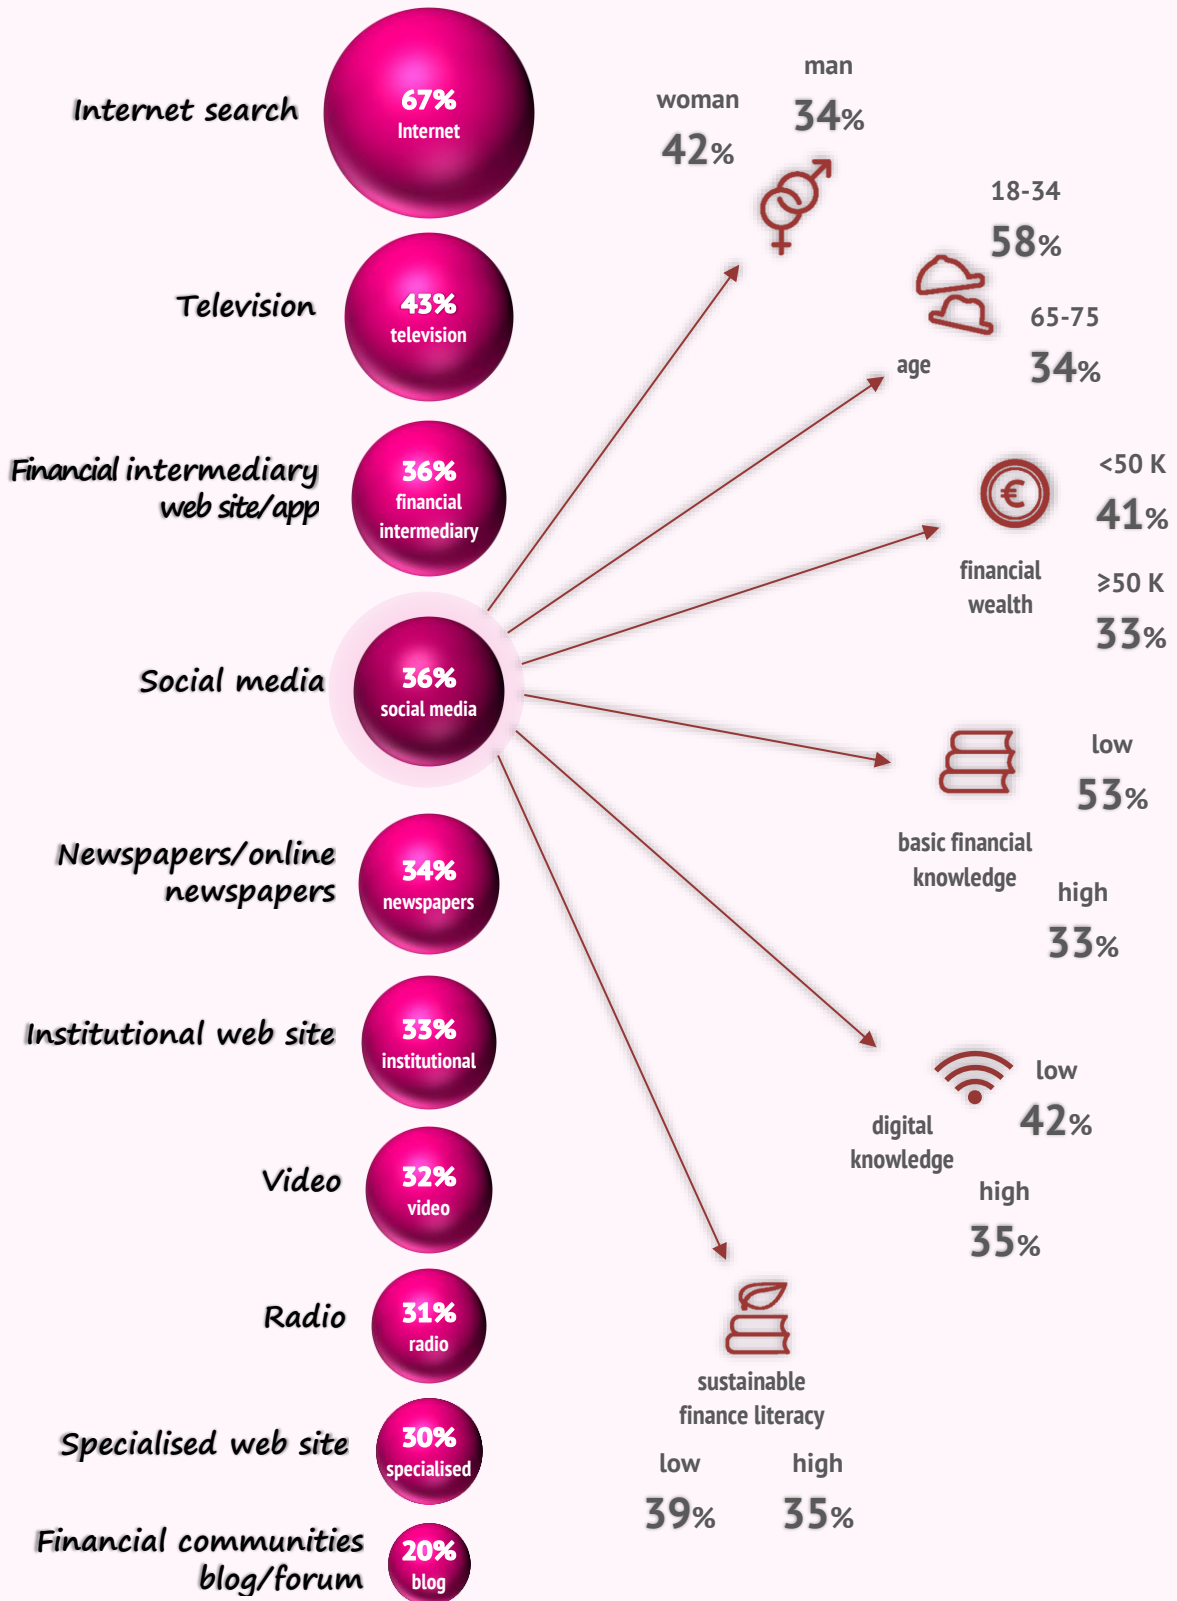 Internet search
67%
Internet
Television
43%
television
Financial intermediary
web site/app
36%
financial
intermediary
Social media
36%
social media
Newspapers/online
newspapers
34%
newspapers
Institutional web site
33%
institutional
Video
32%
video
Radio
31%
radio
Specialised web site
30%
specialised
Financial communities
blog/forum
20%
blog
woman
42%
man
34%
age
18-34
58%
65-75
34%
€
financial
wealth
<50 K
41%
≥50 K
33%
basic financial
knowledge
low
53%
high
33%
digital
knowledge
low
42%
high
35%
sustainable
finance literacy
low
39%
high
35%